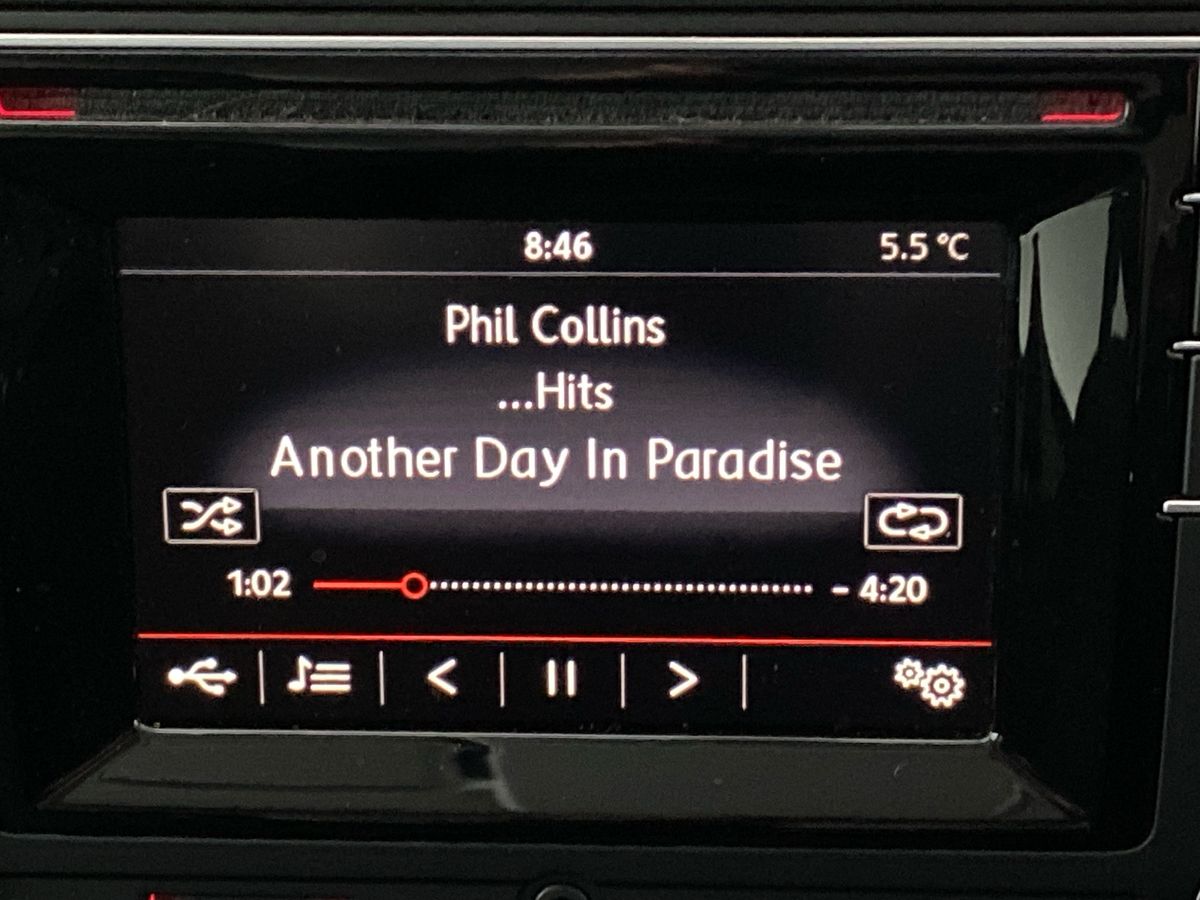 8:46 5.5 °C
Phil Collins
...Hits
Another Day In Paradise
1:02 - 4:20